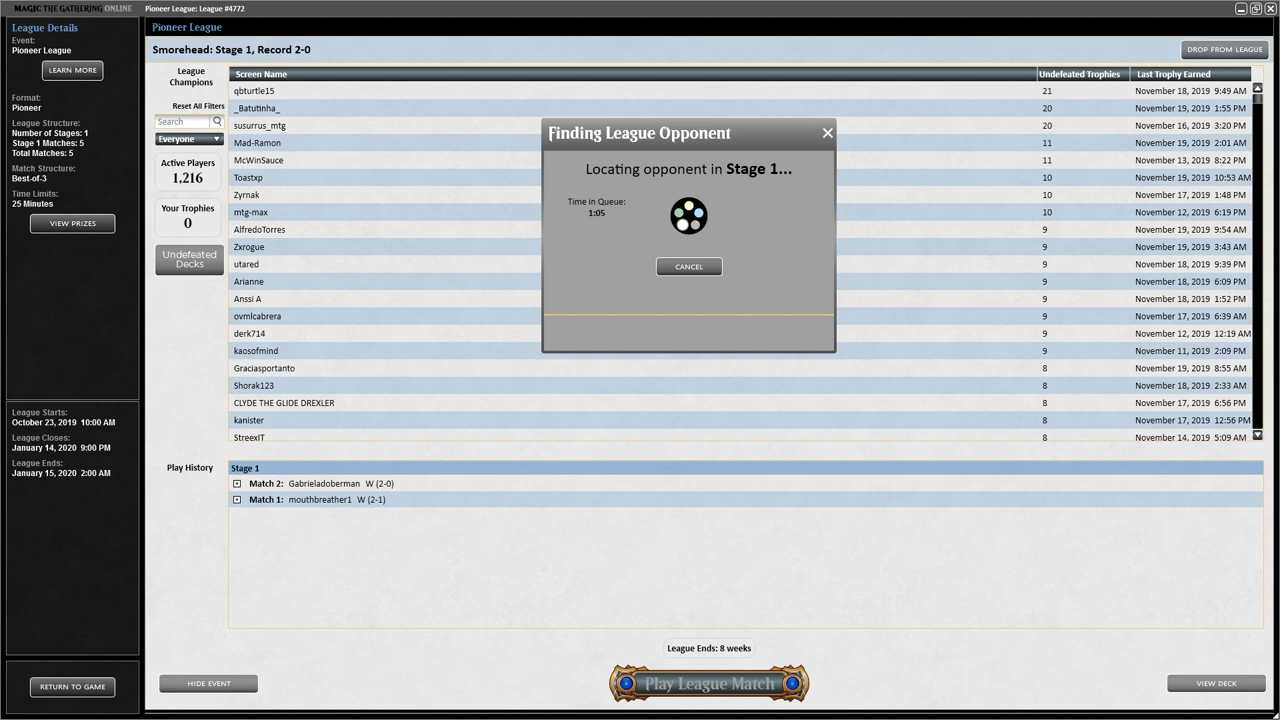 MAGIC THE GATHERING ONLINE
Pioneer League: League #4772
League Details
Event:
Pioneer League
LEARN MORE
Format:
Pioneer
League Structure:
Number of Stages: 1
Stage 1 Matches: 5
Total Matches: 5
Match Structure:
Best-of-3
Time Limits:
25 Minutes
VIEW PRIZES
League Starts:
October 23, 2019 10:00 AM
League Closes:
January 14, 2020 9:00 PM
League Ends:
January 15, 2020 2:00 AM
RETURN TO GAME
Pioneer League
Smorehead: Stage 1, Record 2-0
DROP FROM LEAGUE
League
Champions
Reset All Filters
Search
Everyone
Active Players
1,216
Your Trophies
0
Undefeated
Decks
Screen Name Undefeated Trophies Last Trophy Earned
qbturtle15 21 November 18, 2019 9:49 AM
_Batutinha_ 20 November 19, 2019 1:55 PM
susurrus_mtg 20 November 16, 2019 3:20 PM
Mad-Ramon 11 November 19, 2019 2:01 AM
McWinSauce 11 November 13, 2019 8:22 PM
Toastxp 10 November 19, 2019 10:53 AM
Zyrnak 10 November 17, 2019 1:48 PM
mtg-max 10 November 12, 2019 6:19 PM
AlfredoTorres 9 November 19, 2019 9:54 AM
Zxrogue 9 November 19, 2019 3:43 AM
utared 9 November 18, 2019 9:39 PM
Arianne 9 November 18, 2019 6:09 PM
Anssi A 9 November 18, 2019 1:52 PM
ovmlcabrera 9 November 17, 2019 6:39 AM
derk714 9 November 12, 2019 12:19 AM
kaosofmind 9 November 11, 2019 2:09 PM
Graciasportanto 8 November 19, 2019 8:55 AM
Shorak123 8 November 18, 2019 2:33 AM
CLYDE THE GLIDE DREXLER 8 November 17, 2019 6:56 PM
kanister 8 November 17, 2019 12:56 PM
StreexIT 8 November 14, 2019 5:09 AM
Finding League Opponent
Locating opponent in Stage 1...
Time in Queue:
1:05
CANCEL
Play History
Stage 1
Match 2: Gabrieladoberman W (2-0)
Match 1: mouthbreather1 W (2-1)
League Ends: 8 weeks
HIDE EVENT
Play League Match
VIEW DECK